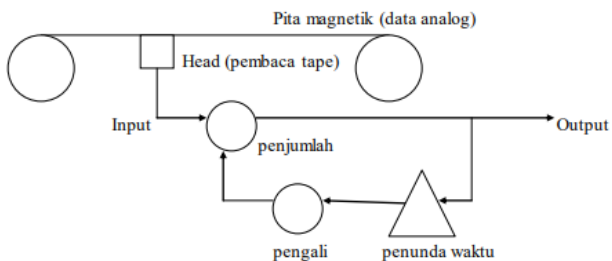 Pita magnetik (data analog)
Head (pembaca tape)
Input
Output
penjumlah
pengali
penunda waktu